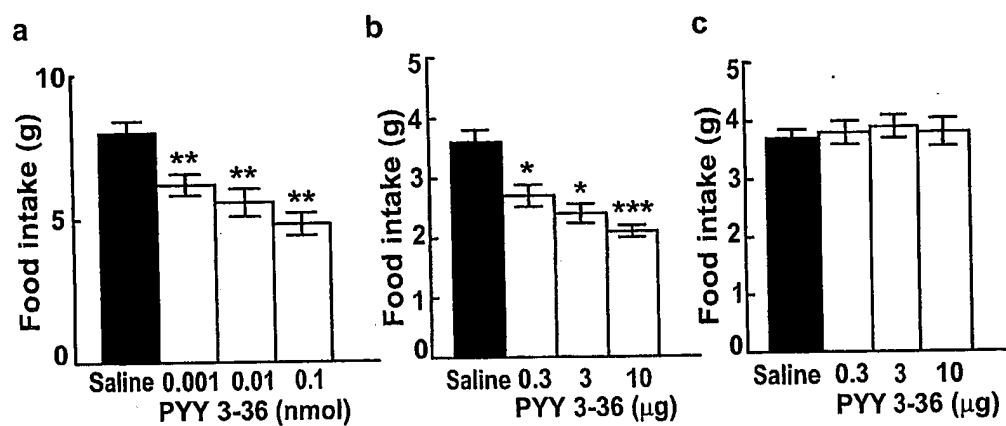 a
10
5
0
Food intake (g)
**
**
**
Saline 0.001 0.01 0.1
PYY 3-36 (nmol)
b
5
4
3
2
1
0
Food intake (g)
*
*
***
Saline 0.3 3 10
PYY 3-36 (μg)
c
5
4
3
2
1
0
Food intake (g)
Saline 0.3 3 10
PYY 3-36 (μg)